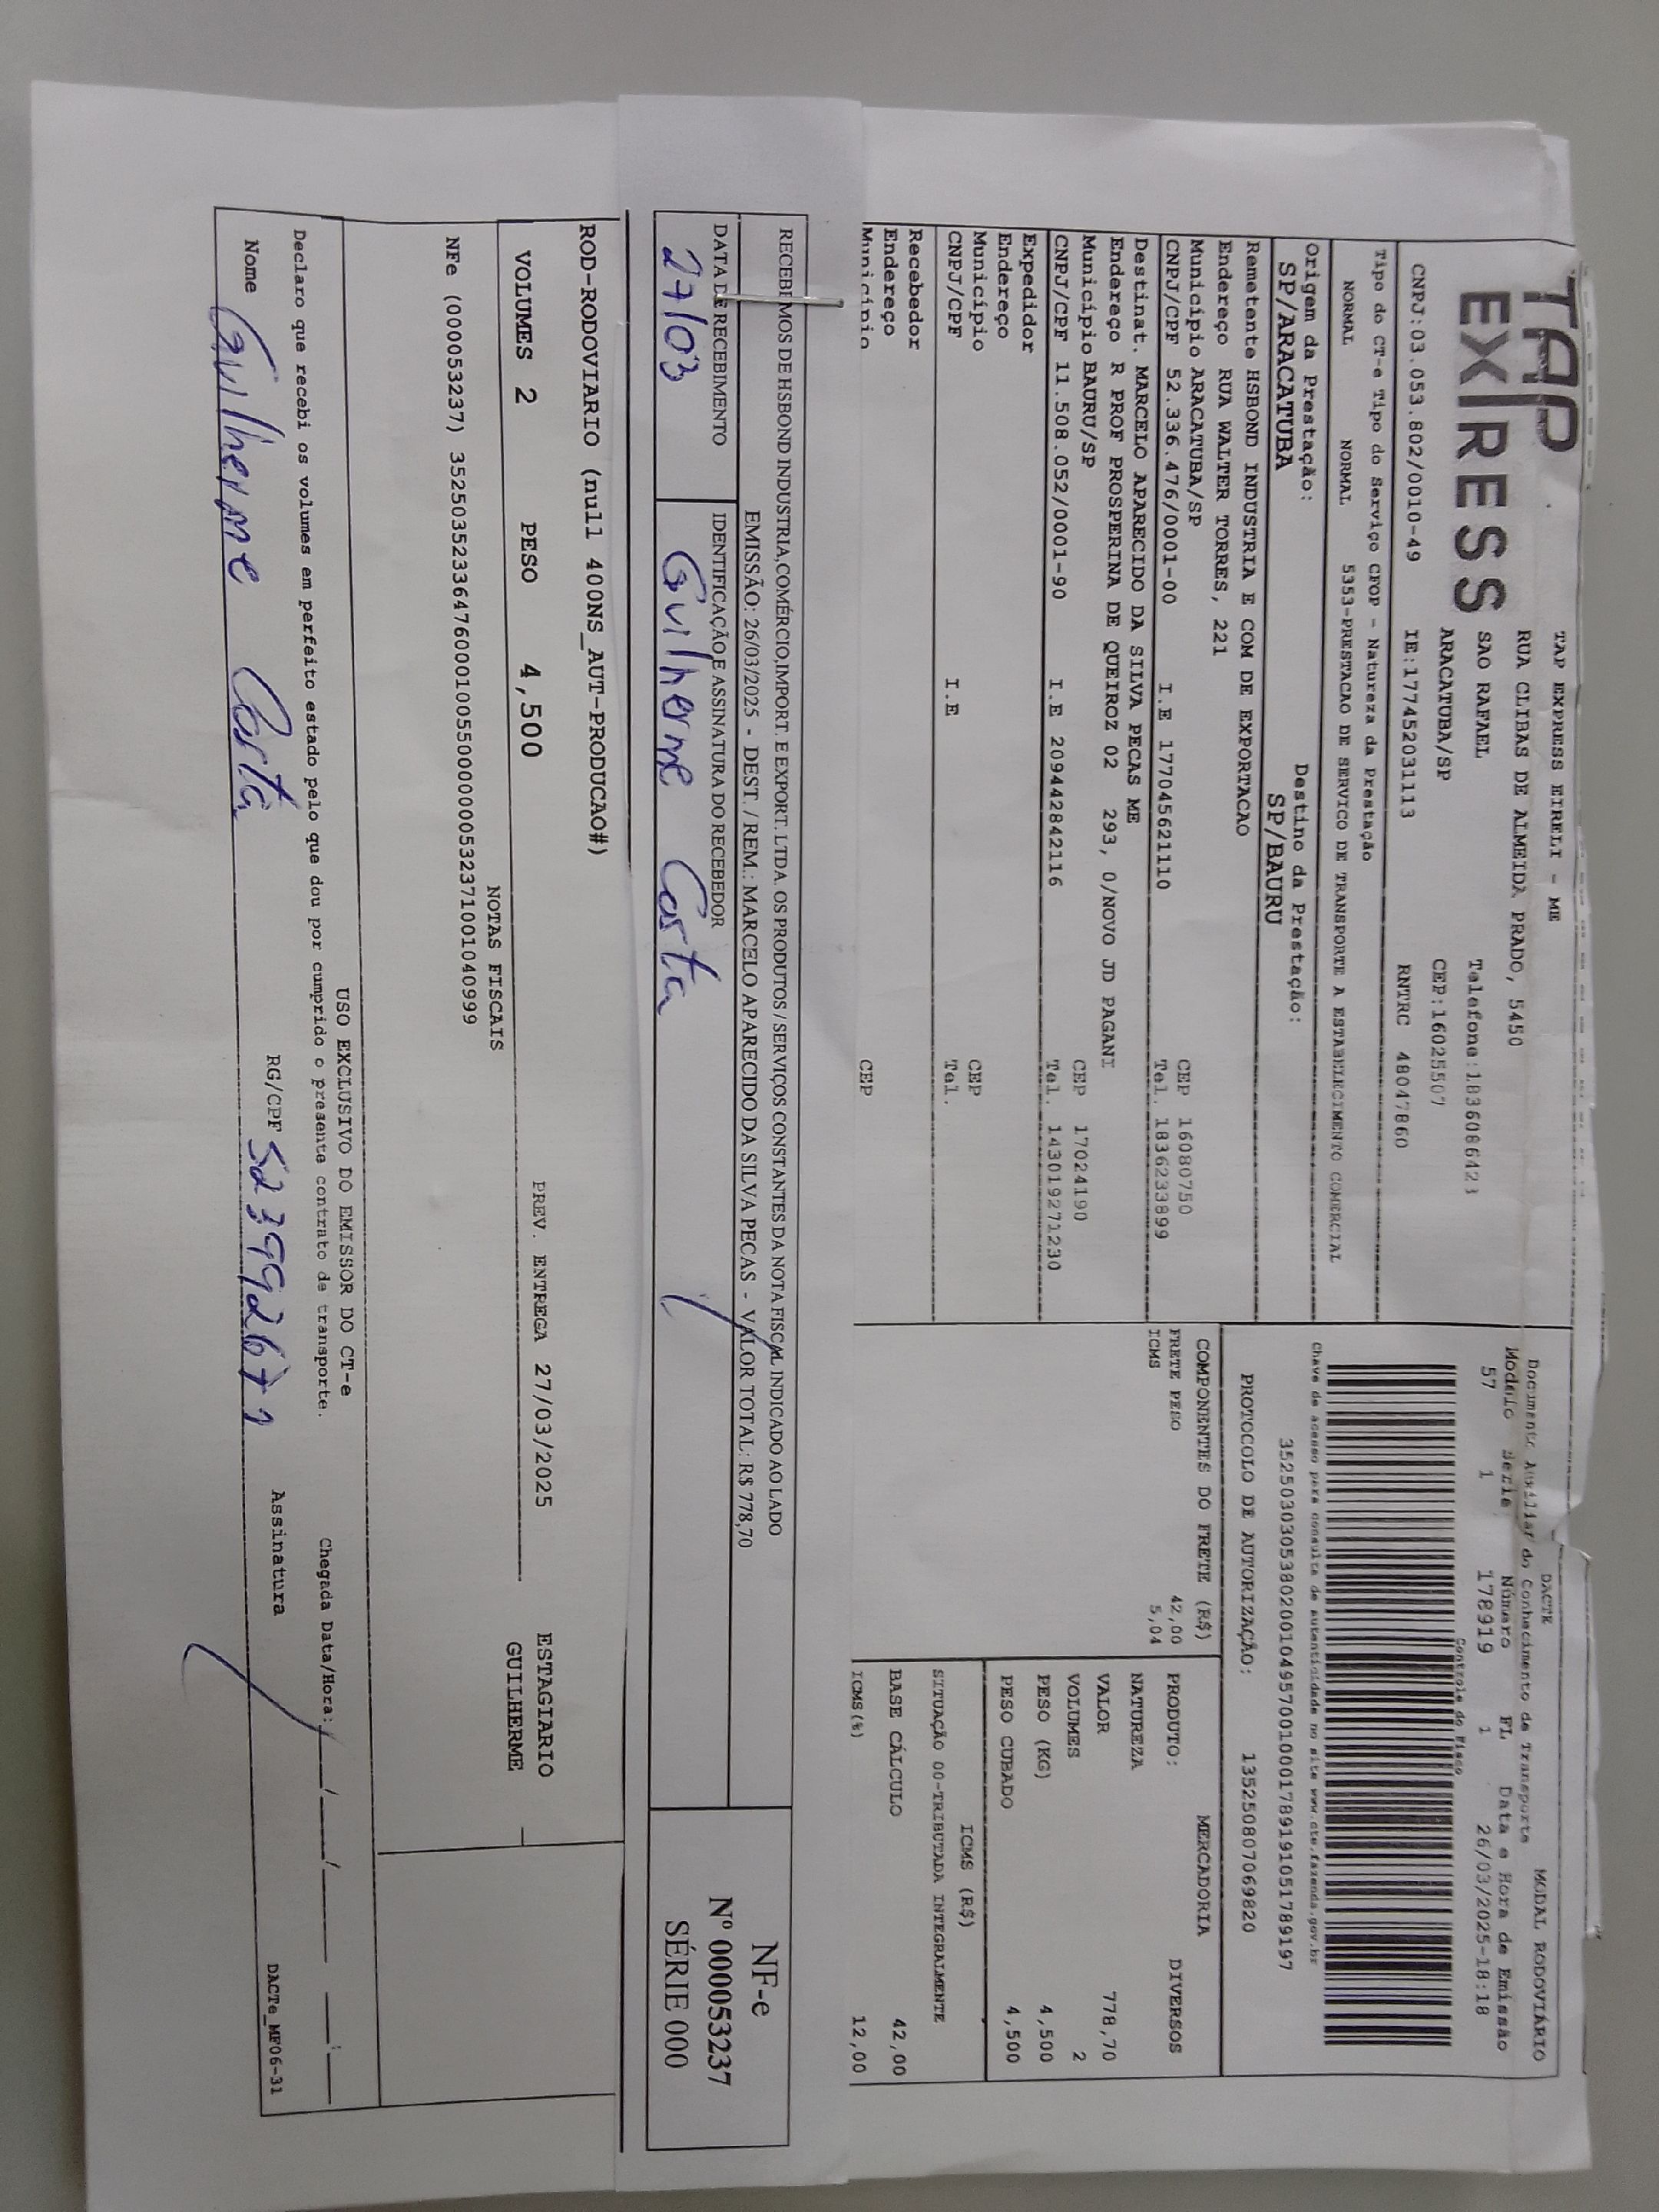 TAP EXPRESS
TAP EXPRESS EIRELI - ME
RUA CLIBAS DE ALMEIDA PRADO, 5450
SAO RAFAEL Telefone:1836086423
ARACATUBA/SP CEP:16025507
CNPJ:03.053.802/0010-49 IE:177452031113 RNTRC 48047860
Tipo do CT-e Tipo do Serviço CFOP - Natureza da Prestação
NORMAL NORMAL 5353-PRESTACAO DE SERVICO DE TRANSPORTE A ESTABELECIMENTO COMERCIAL
Origem da Prestação: Destino da Prestação:
SP/ARACATUBA SP/BAURU
Remetente HSBOND INDUSTRIA E COM DE EXPORTACAO
Endereço RUA WALTER TORRES, 221
Município ARACATUBA/SP CEP 16080750
CNPJ/CPF 52.336.476/0001-00 I.E 177045621110 Tel. 1836233899
Destinat. MARCELO APARECIDO DA SILVA PECAS ME
Endereço R PROF PROSPERINA DE QUEIROZ 02 293, 0/NOVO JD PAGANI
Município BAURU/SP CEP 17024190
CNPJ/CPF 11.508.052/0001-90 I.E 209442842116 Tel. 143019271230
Expedidor
Endereço
Município CEP
CNPJ/CPF I.E Tel.
Recebedor
Endereço
Município CEP
DACTE MODAL RODOVIÁRIO
Documento Auxiliar do Conhecimento de Transporte
Modelo Serie Número FL Data e Hora de Emissão
57 1 178919 1 26/03/2025-18:18
Controle do Fisco
Chave de acesso para consulta de autenticidade no site www.cte.fazenda.gov.br
35250303053802001049570010001789191051789197
PROTOCOLO DE AUTORIZAÇÃO: 135250807069820
COMPONENTES DO FRETE (R$)
FRETE PESO 42,00
ICMS 5,04
MERCADORIA
PRODUTO: DIVERSOS
NATUREZA
VALOR 778,70
VOLUMES 2
PESO (KG) 4,500
PESO CUBADO 4,500
ICMS (R$)
SITUAÇÃO 00-TRIBUTADA INTEGRALMENTE
BASE CÁLCULO 42,00
ICMS(%) 12,00
RECEBEMOS DE HSBOND INDUSTRIA,COMÉRCIO,IMPORT. E EXPORT. LTDA. OS PRODUTOS / SERVIÇOS CONSTANTES DA NOTA FISCAL INDICADO AO LADO
EMISSÃO: 26/03/2025 - DEST. / REM.: MARCELO APARECIDO DA SILVA PECAS - VALOR TOTAL: R$ 778,70
DATA DE RECEBIMENTO IDENTIFICAÇÃO E ASSINATURA DO RECEBEDOR
27/03 Guilherme Costa
NF-e
Nº 000053237
SÉRIE 000
ROD-RODOVIARIO (null 400NS_AUT-PRODUCAO#)
VOLUMES 2 PESO 4,500 PREV. ENTREGA 27/03/2025 ESTAGIARIO
GUILHERME
NOTAS FISCAIS
NFe (000053237) 35250352336476000100550000000532371001040999
USO EXCLUSIVO DO EMISSOR DO CT-e
Declaro que recebi os volumes em perfeito estado pelo que dou por cumprido o presente contrato de transporte. Chegada Data/Hora: __/__/__ __:__
Nome Guilherme Costa RG/CPF 523992671 Assinatura
DACTe_MF06-31